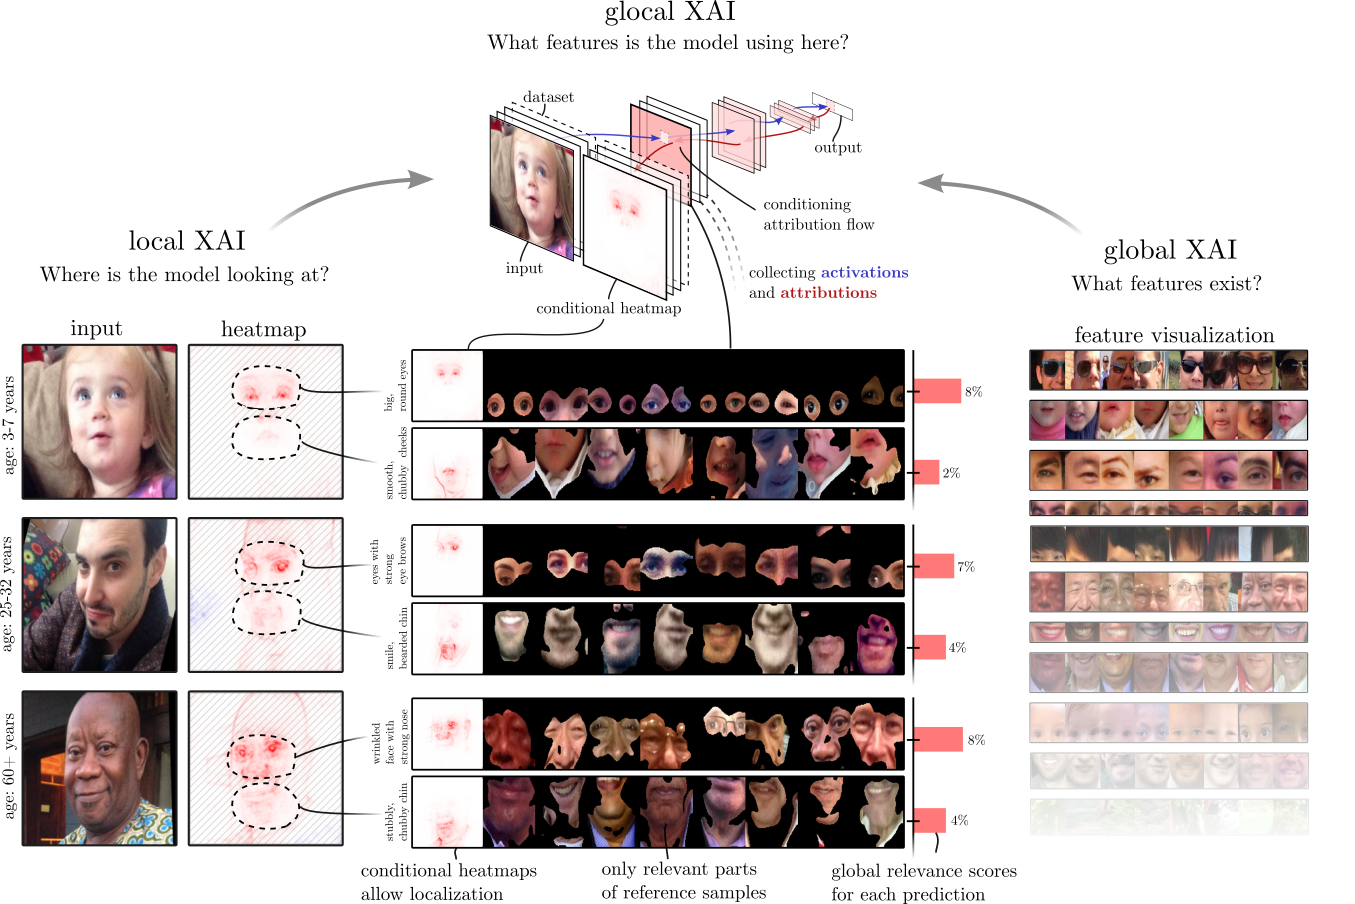 glocal XAI
What features is the model using here?
dataset
output
conditioning
attribution flow
input
collecting activations
and attributions
conditional heatmap
local XAI
Where is the model looking at?
global XAI
What features exist?
input
heatmap
feature visualization
age: 3-7 years
big,
round eyes
8%
smooth,
chubby cheeks
2%
age: 25-32 years
eyes with
strong
eye brows
7%
smile,
bearded chin
4%
age: 60+ years
wrinkled
face with
strong nose
8%
stubbly,
chubby chin
4%
conditional heatmaps
allow localization
only relevant parts
of reference samples
global relevance scores
for each prediction